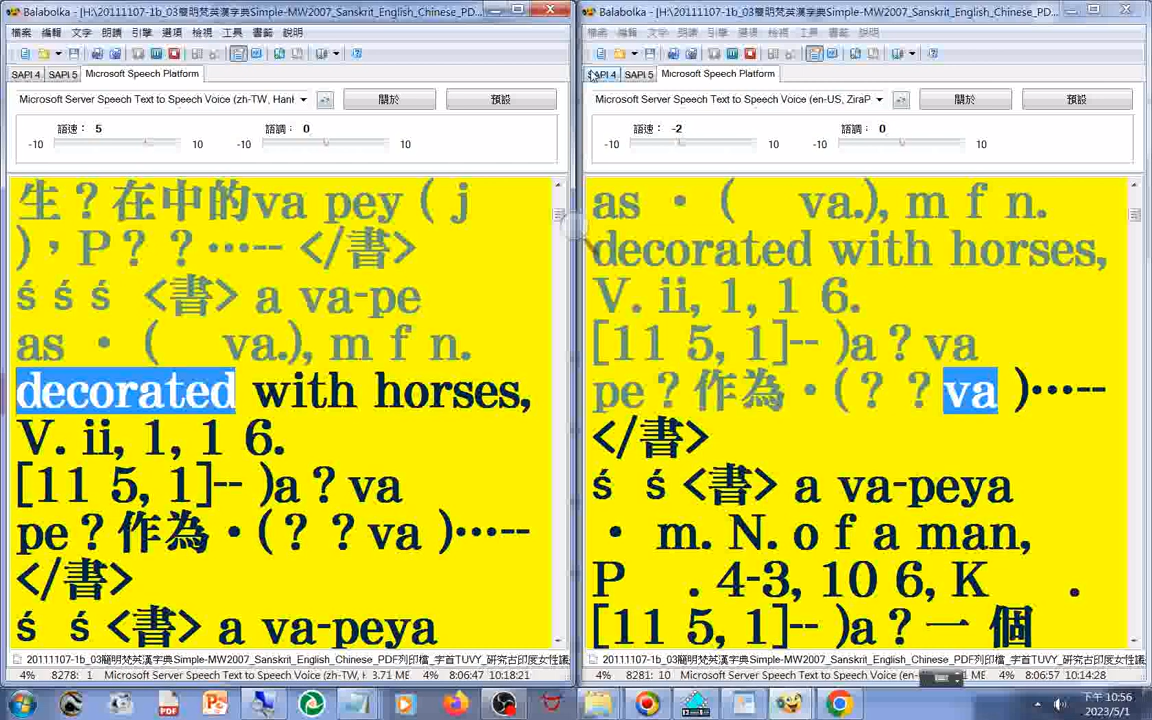 Balabolka - [H:\20111107-1b_03簡明梵英漢字典Simple-MW2007_Sanskrit_English_Chinese_PD...
檔案 編輯 文字 朗讀 引擎 選項 檢視 工具 書籤 說明
SAPI 4 SAPI 5 Microsoft Speech Platform
Microsoft Server Speech Text to Speech Voice (zh-TW, HanH
關於 預設
語速： 5 語調： 0
-10 10 -10 10
生？在中的va pey ( j
)，P？？…-- </書>
ś ś ś <書> a va-pe
as • ( va.), m f n.
decorated with horses,
V. ii, 1, 1 6.
[11 5, 1]-- )a？va
pe？作為•(？？va )…--
</書>
ś ś <書> a va-peya
20111107-1b_03簡明梵英漢字典Simple-MW2007_Sanskrit_English_Chinese_PDF列印檔_字首TUVY_研究古印度女性議
4% 8278: 1 Microsoft Server Speech Text to Speech Voice (zh-TW, H 3.71 ME 4% 8:06:47 10:18:21
Balabolka - [H:\20111107-1b_03簡明梵英漢字典Simple-MW2007_Sanskrit_English_Chinese_PD...
檔案 編輯 文字 朗讀 引擎 選項 檢視 工具 書籤 說明
SAPI 4 SAPI 5 Microsoft Speech Platform
Microsoft Server Speech Text to Speech Voice (en-US, ZiraP
關於 預設
語速： -2 語調： 0
-10 10 -10 10
as • ( va.), m f n.
decorated with horses,
V. ii, 1, 1 6.
[11 5, 1]-- )a？va
pe？作為•(？？va )…--
</書>
ś ś <書> a va-peya
• m. N. o f a man,
P . 4-3, 10 6, K .
[11 5, 1]-- )a？一 個
20111107-1b_03簡明梵英漢字典Simple-MW2007_Sanskrit_English_Chinese_PDF列印檔_字首TUVY_研究古印度女性議
4% 8281: 10 Microsoft Server Speech Text to Speech Voice (en-us 4% 8:06:57 10:14:28
PDF
下午 10:56
2023/5/1